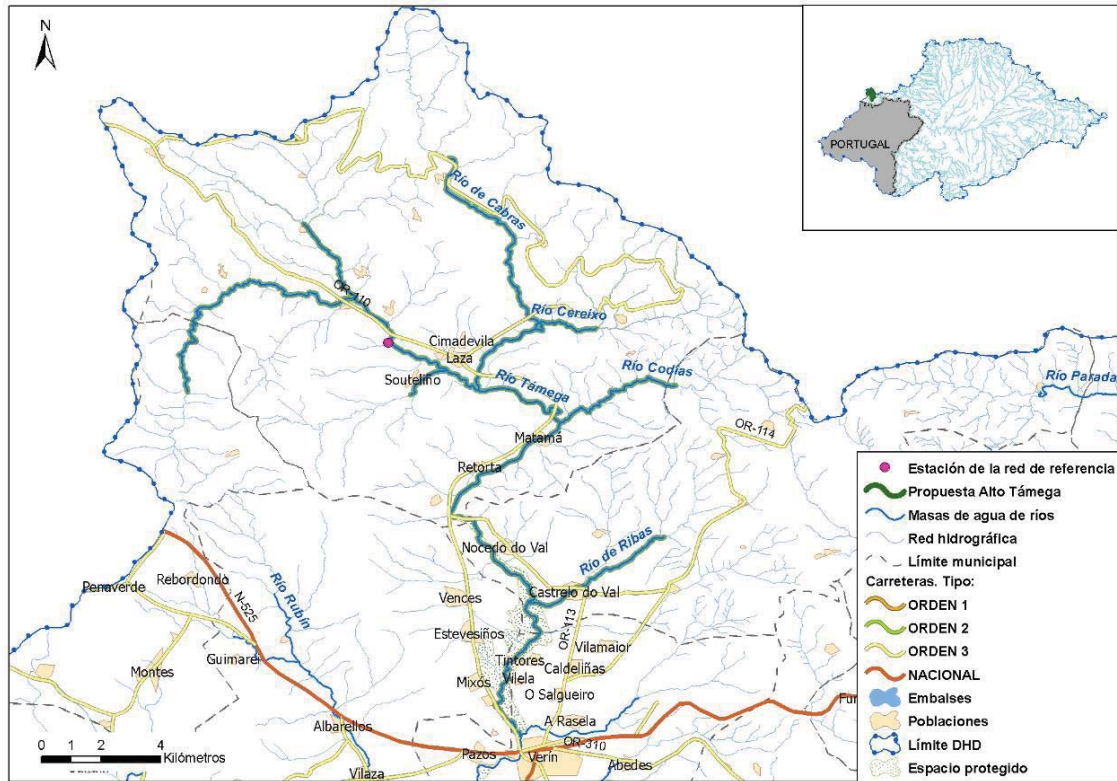 N
PORTUGAL
Río de Cabras
OR-110
Río Cereixo
Cimadevila
Laza
Río Codias
Souteliño
Río Támega
Río Parada
OR-114
Matamá
Retorta
Río de Ribas
Nocedo do Val
Rebordondo
Penaverde
Río Rubín
N-525
Vences
Castrelo do Val
OR-113
Estevesiños
Vilamaior
Guimarei
Tintores
Caldeliñas
Montes
Mixós
Vilela
O Salgueiro
Albarellos
A Rasela
Pazos
OR-310
Verín
Abedes
Vilaza
0 1 2 4
Kilómetros
Estación de la red de referencia
Propuesta Alto Támega
Masas de agua de ríos
Red hidrográfica
Límite municipal
Carreteras. Tipo:
ORDEN 1
ORDEN 2
ORDEN 3
NACIONAL
Embalses
Poblaciones
Límite DHD
Espacio protegido